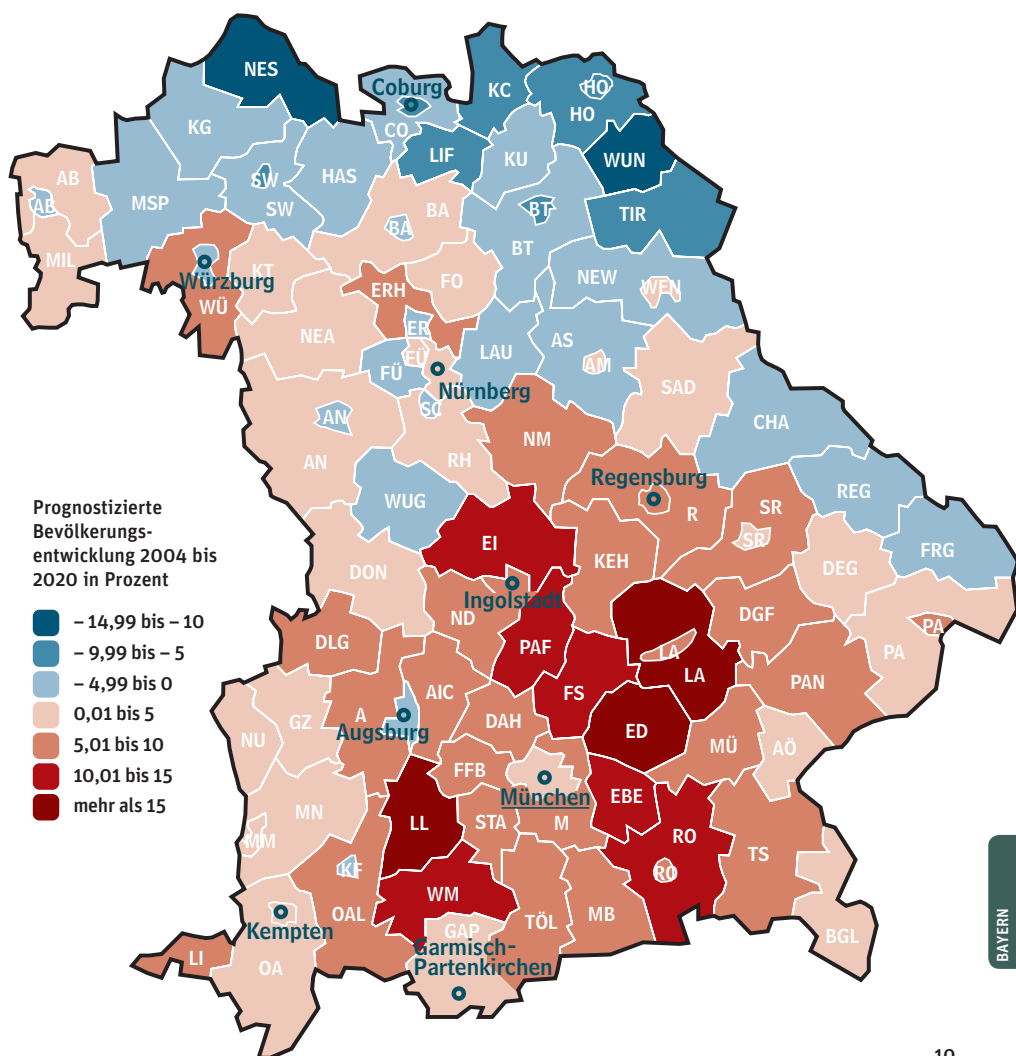 NES
Coburg
KC
HO
HO
KG
CO
WUN
LIF
KU
HAS
SW
AB
AB
MSP
SW
BA
BT
TIR
BA
BT
MIL
KT
Würzburg
FO
NEW
WEN
ERH
WÜ
NEA
ER
FÜ
LAU
AS
AM
FÜ
Nürnberg
SAD
AN
SC
CHA
NM
AN
RH
Regensburg
WUG
REG
R
SR
SR
EI
FRG
KEH
DON
DEG
Prognostizierte
Bevölkerungs-
entwicklung 2004 bis
2020 in Prozent
– 14,99 bis – 10
– 9,99 bis – 5
– 4,99 bis 0
0,01 bis 5
5,01 bis 10
10,01 bis 15
mehr als 15
Ingolstadt
ND
DGF
PA
DLG
PAF
LA
PA
LA
PAN
AIC
FS
A
GZ
DAH
NU
Augsburg
ED
MÜ
AÖ
FFB
München
EBE
MN
LL
STA
M
RO
MM
TS
KF
RO
WM
OAL
TÖL
MB
Kempten
GAP
Garmisch-
Partenkirchen
BGL
LI
OA
BAYERN
19